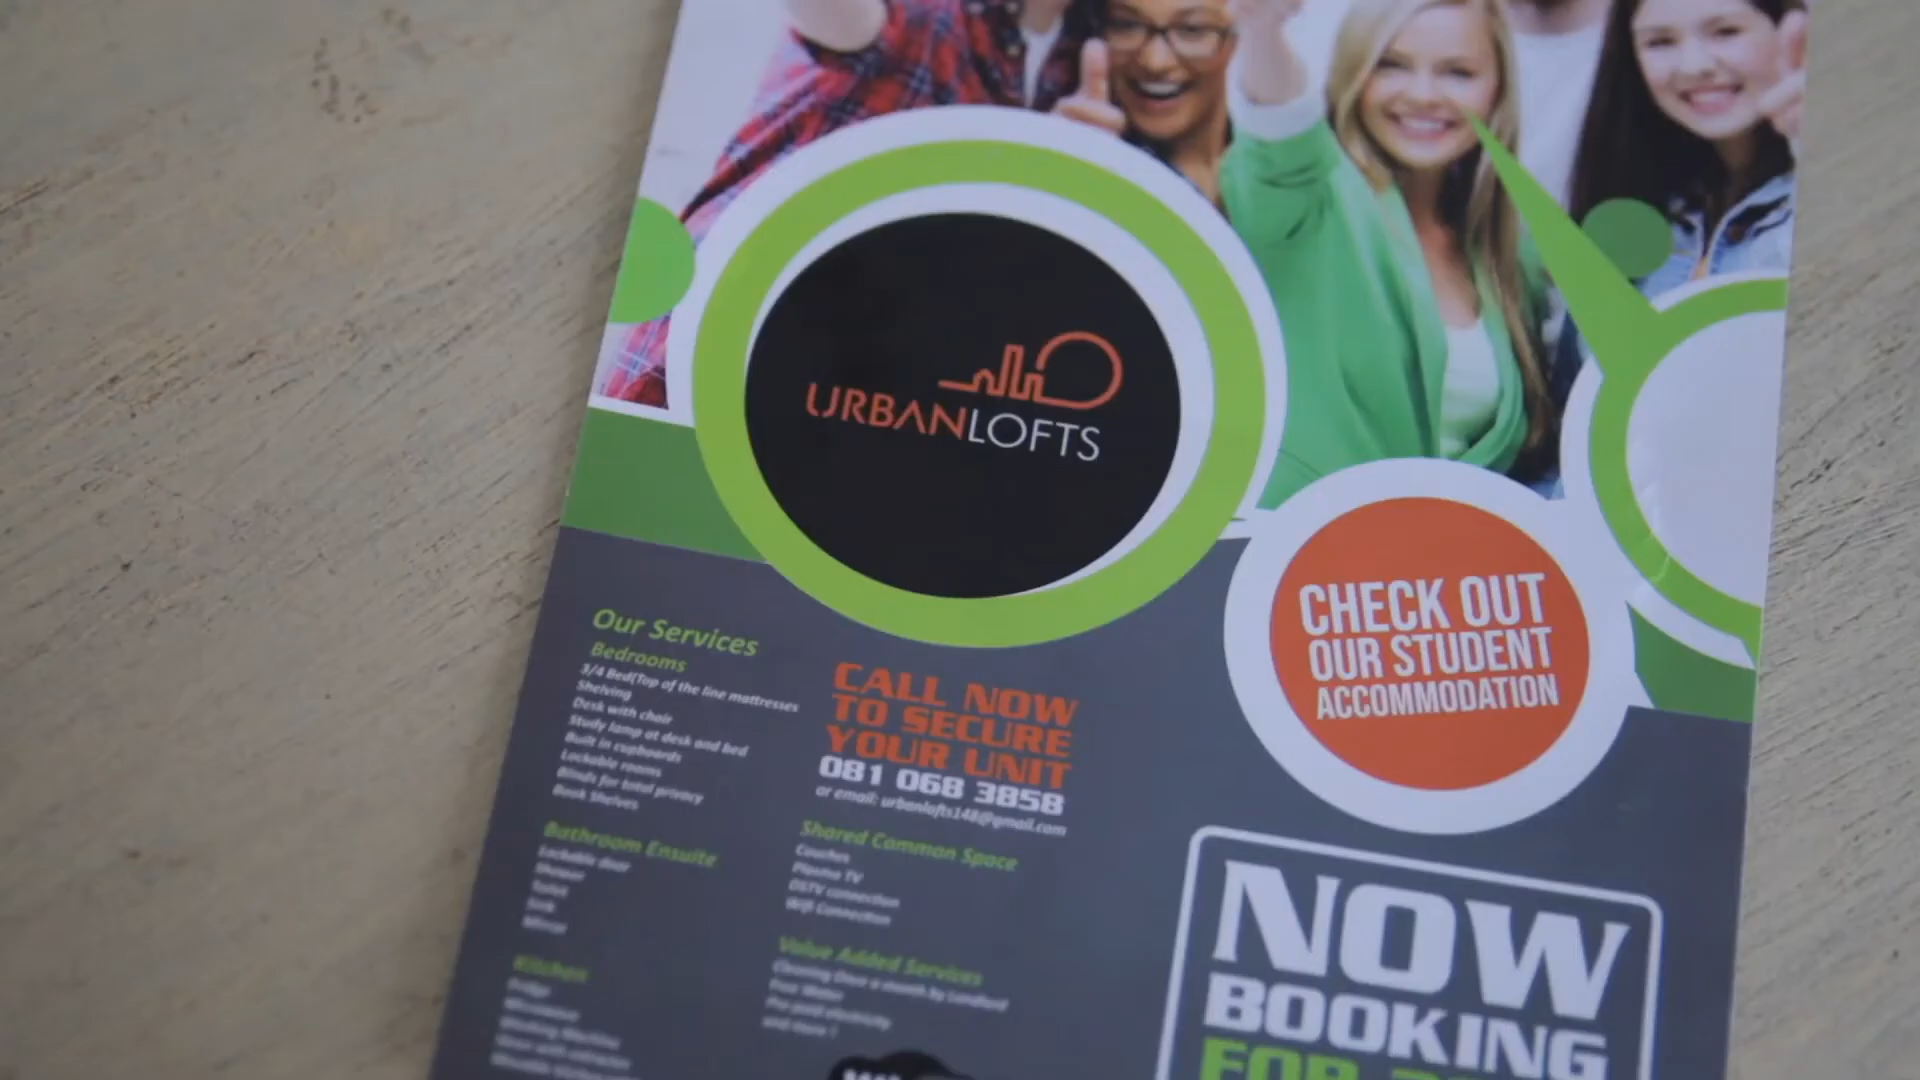 URBANLOFTS
CHECK OUT
OUR STUDENT
ACCOMMODATION
Our Services
Bedrooms
3/4 Bed(Top of the line mattresses
Shelving
Desk with chair
Study lamp at desk and bed
Built in cupboards
Lockable rooms
Blinds for total privacy
Book Shelves
Bathroom Ensuite
Lockable door
Shower
Toilet
Sink
Mirror
Kitchen
Fridge
Microwave
Washing Machine
CALL NOW
TO SECURE
YOUR UNIT
081 068 3858
or email: urbanlofts148@gmail.com
Shared Common Space
Couches
Plasma TV
DSTV connection
Wifi Connection
Value Added Services
Cleaning Once a month by Landlord
Free Water
Pre paid electricity
and more !
NOW
BOOKING
FOR